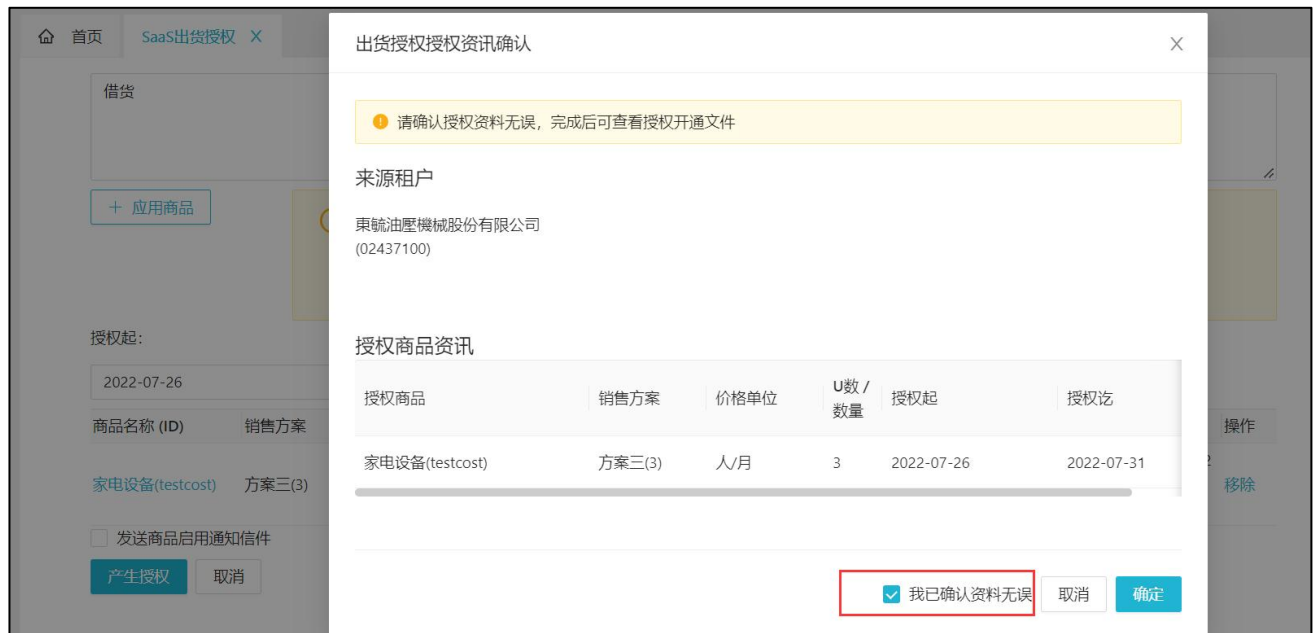 首页
SaaS出货授权 X
借货
+ 应用商品
授权起:
2022-07-26
商品名称 (ID) 销售方案 操作
家电设备(testcost) 方案三(3) 移除
发送商品启用通知信件
产生授权 取消
出货授权授权资讯确认
请确认授权资料无误，完成后可查看授权开通文件
来源租户
東毓油壓機械股份有限公司
(02437100)
授权商品资讯
授权商品 销售方案 价格单位 U数 / 数量 授权起 授权讫
家电设备(testcost) 方案三(3) 人/月 3 2022-07-26 2022-07-31
我已确认资料无误 取消 确定